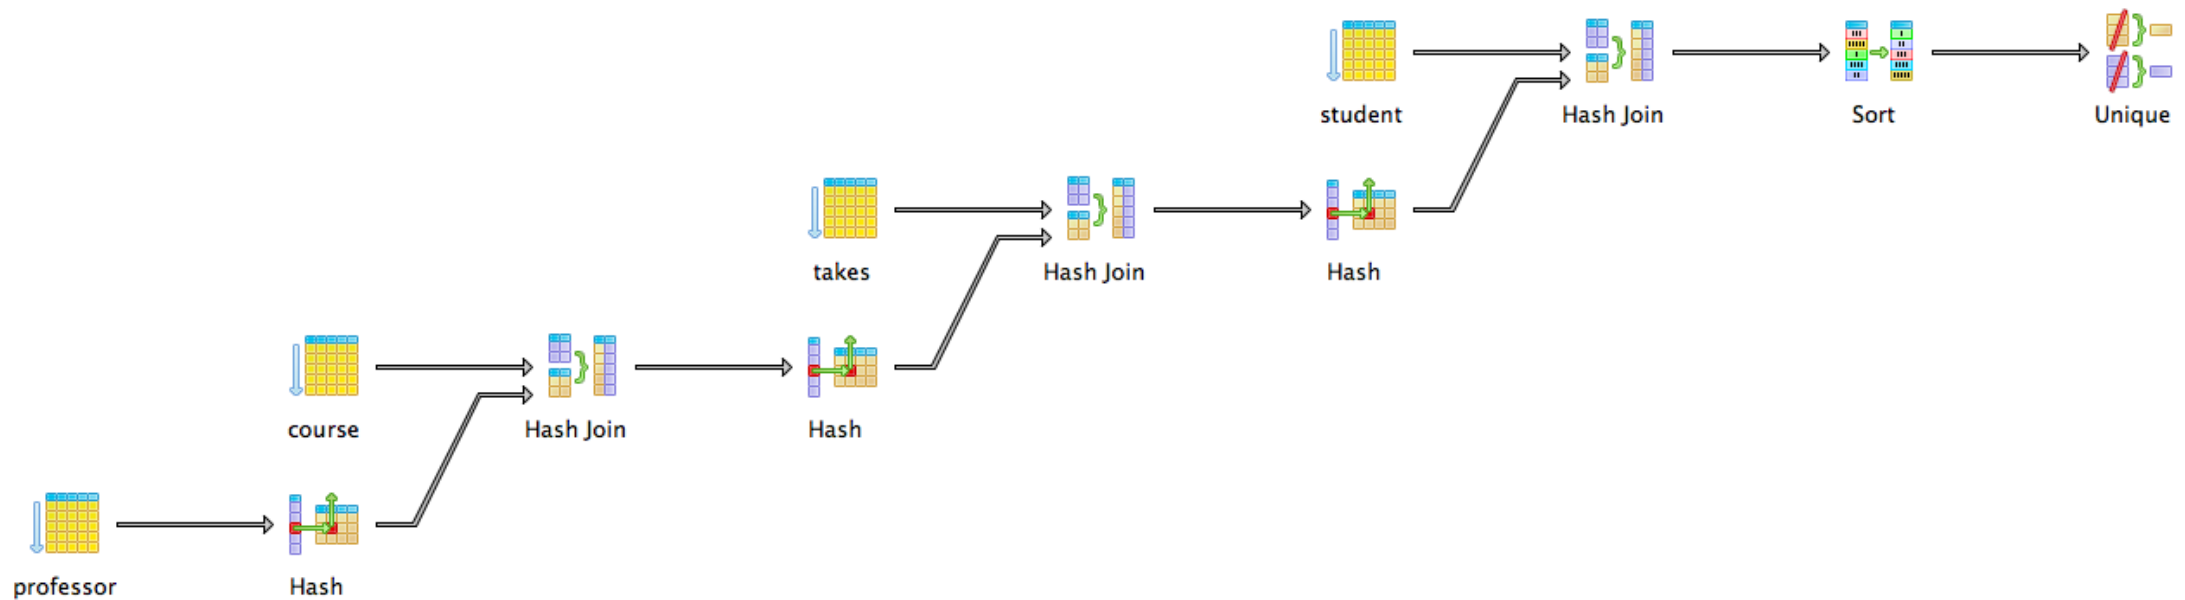 student
Hash Join
Sort
Unique
takes
Hash Join
Hash
course
Hash Join
Hash
professor
Hash